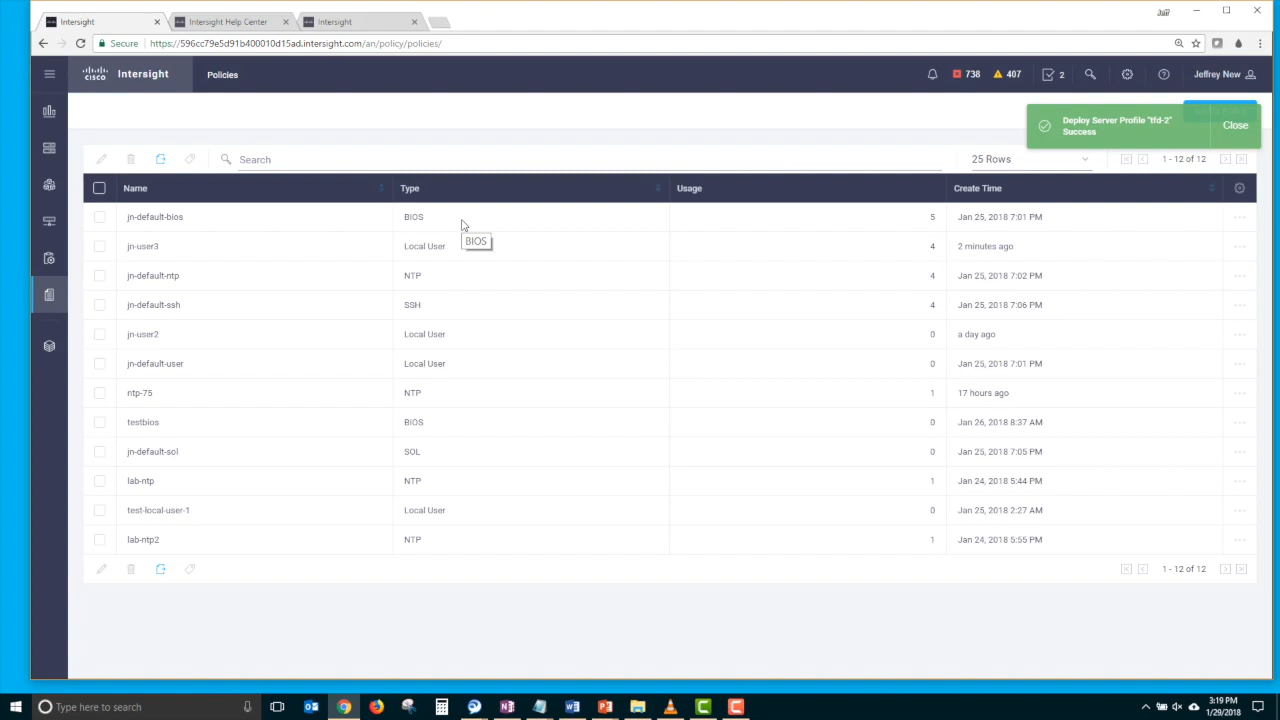 Intersight
Intersight Help Center
Intersight
Jeff
Secure
https://596cc79e5d91b400010d15ad.intersight.com/an/policy/policies/
CISCO
Intersight
Policies
738
407
2
Jeffrey New
Deploy Server Profile "tfd-2"
Success
Close
Search
25 Rows
1 - 12 of 12
Name Type Usage Create Time
jn-default-bios BIOS 5 Jan 25, 2018 7:01 PM
BIOS
jn-user3 Local User 4 2 minutes ago
jn-default-ntp NTP 4 Jan 25, 2018 7:02 PM
jn-default-ssh SSH 4 Jan 25, 2018 7:06 PM
jn-user2 Local User 0 a day ago
jn-default-user Local User 0 Jan 25, 2018 7:01 PM
ntp-75 NTP 1 17 hours ago
testbios BIOS 0 Jan 26, 2018 8:37 AM
jn-default-sol SOL 0 Jan 25, 2018 7:05 PM
lab-ntp NTP 1 Jan 24, 2018 5:44 PM
test-local-user-1 Local User 0 Jan 25, 2018 2:27 AM
lab-ntp2 NTP 1 Jan 24, 2018 5:55 PM
1 - 12 of 12
Type here to search
3:19 PM
1/29/2018